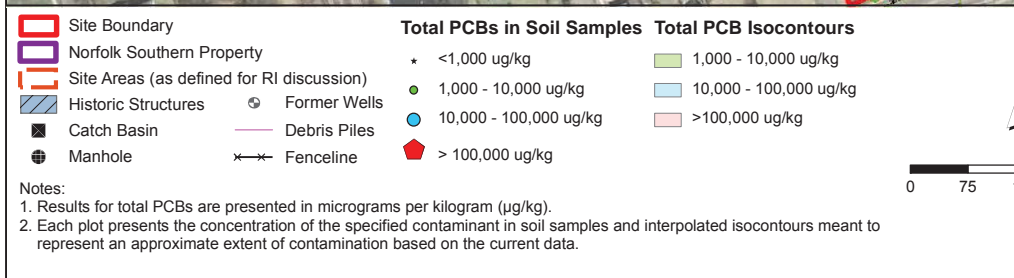 Site Boundary
Norfolk Southern Property
Site Areas (as defined for RI discussion)
Historic Structures
Former Wells
Catch Basin
Debris Piles
Manhole
Fenceline
Total PCBs in Soil Samples
<1,000 ug/kg
1,000 - 10,000 ug/kg
10,000 - 100,000 ug/kg
> 100,000 ug/kg
Total PCB Isocontours
1,000 - 10,000 ug/kg
10,000 - 100,000 ug/kg
>100,000 ug/kg
0 75
Notes:
1. Results for total PCBs are presented in micrograms per kilogram (μg/kg).
2. Each plot presents the concentration of the specified contaminant in soil samples and interpolated isocontours meant to
represent an approximate extent of contamination based on the current data.